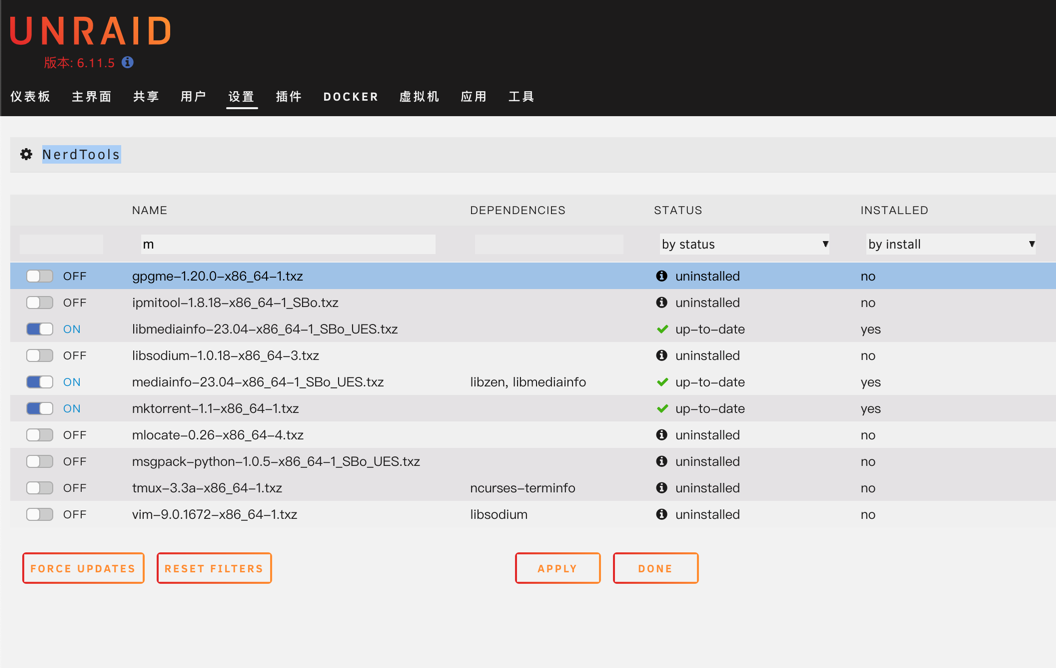 UNRAID
版本: 6.11.5
仪表板 主界面 共享 用户 设置 插件 DOCKER 虚拟机 应用 工具
NerdTools
NAME DEPENDENCIES STATUS INSTALLED
m by status by install
OFF gpgme-1.20.0-x86_64-1.txz uninstalled no
OFF ipmitool-1.8.18-x86_64-1_SBo.txz uninstalled no
ON libmediainfo-23.04-x86_64-1_SBo_UES.txz up-to-date yes
OFF libsodium-1.0.18-x86_64-3.txz uninstalled no
ON mediainfo-23.04-x86_64-1_SBo_UES.txz libzen, libmediainfo up-to-date yes
ON mktorrent-1.1-x86_64-1.txz up-to-date yes
OFF mlocate-0.26-x86_64-4.txz uninstalled no
OFF msgpack-python-1.0.5-x86_64-1_SBo_UES.txz uninstalled no
OFF tmux-3.3a-x86_64-1.txz ncurses-terminfo uninstalled no
OFF vim-9.0.1672-x86_64-1.txz libsodium uninstalled no
FORCE UPDATES RESET FILTERS APPLY DONE